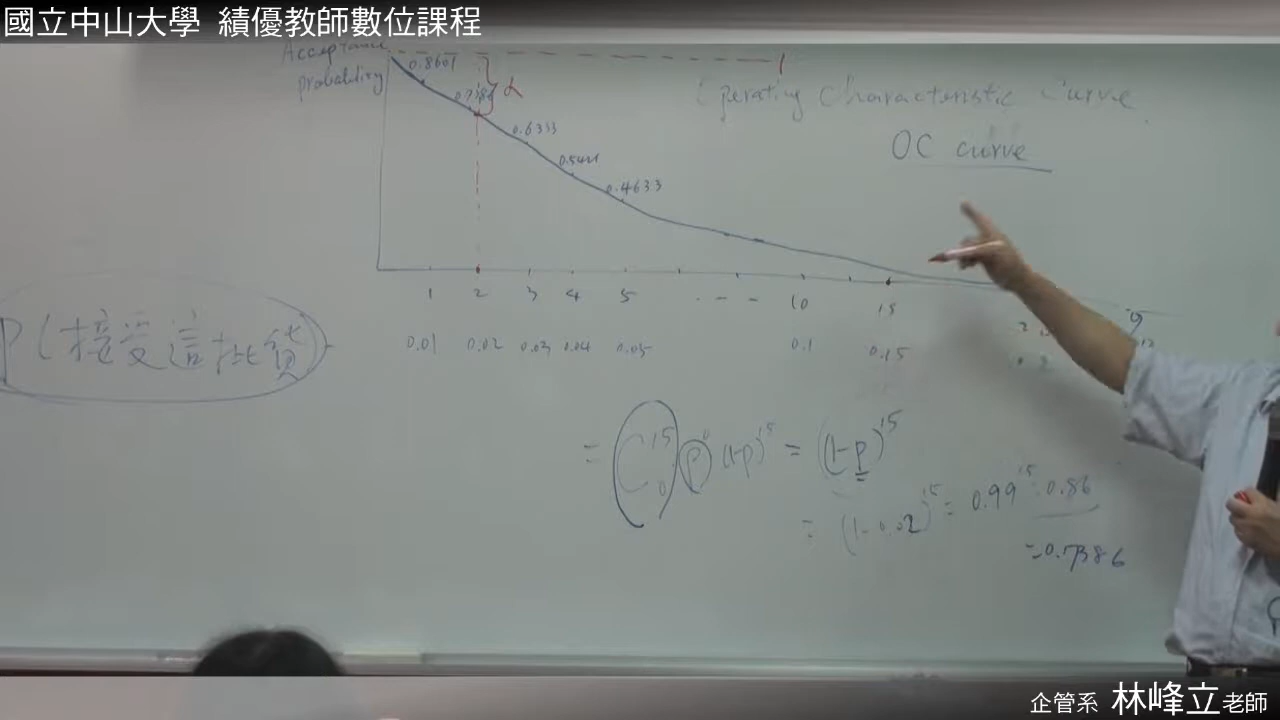 國立中山大學 績優教師數位課程
Acceptance
probability
0.8601
0.7386
α
0.6333
0.4633
Operating Characteristic Curve
OC curve
1 2 3 4 5 - - - 10 15
0.01 0.02 0.03 0.04 0.05 0.1 0.15
P(接受這批貨)
= C 15 0 p 0 (1-p)^15 = (1-p)^15
= (1-0.02)^15 = 0.99^15 0.86
=0.7386
企管系 林峰立老師